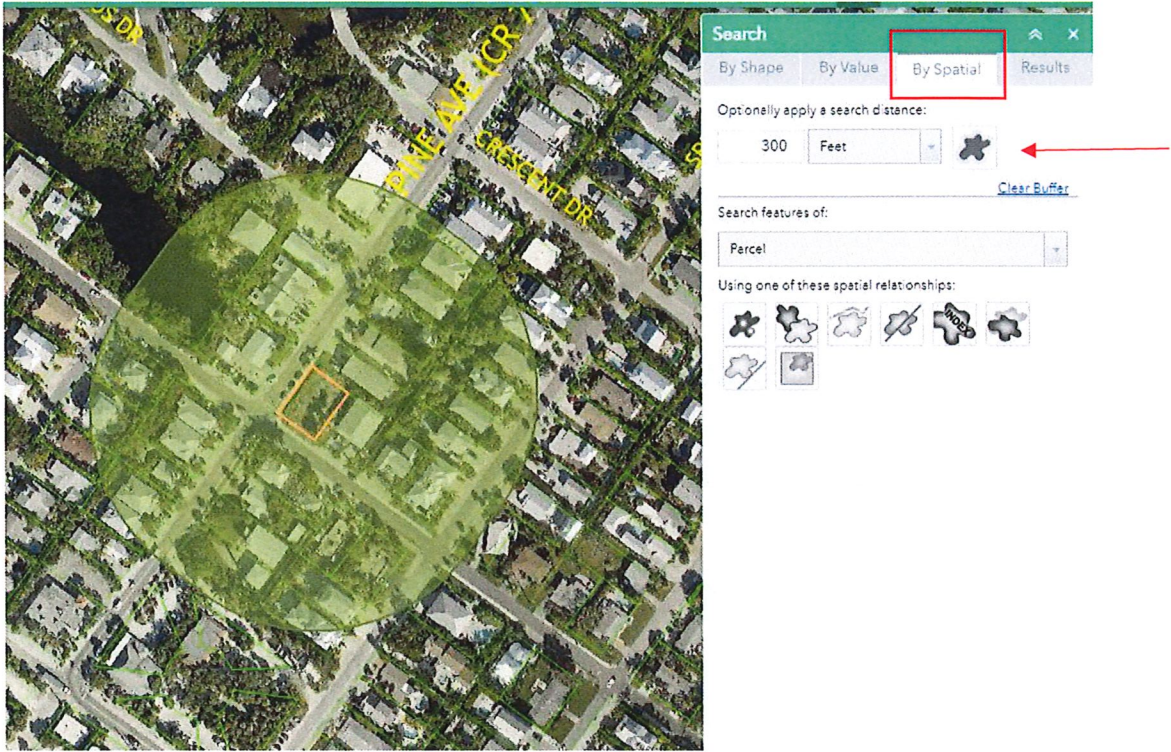 OS DR
PINE AVE (CR
CRESCENT DR
Search
By Shape
By Value
By Spatial
Results
Optionally apply a search distance:
300
Feet
Clear Buffer
Search features of:
Parcel
Using one of these spatial relationships:
INDEX